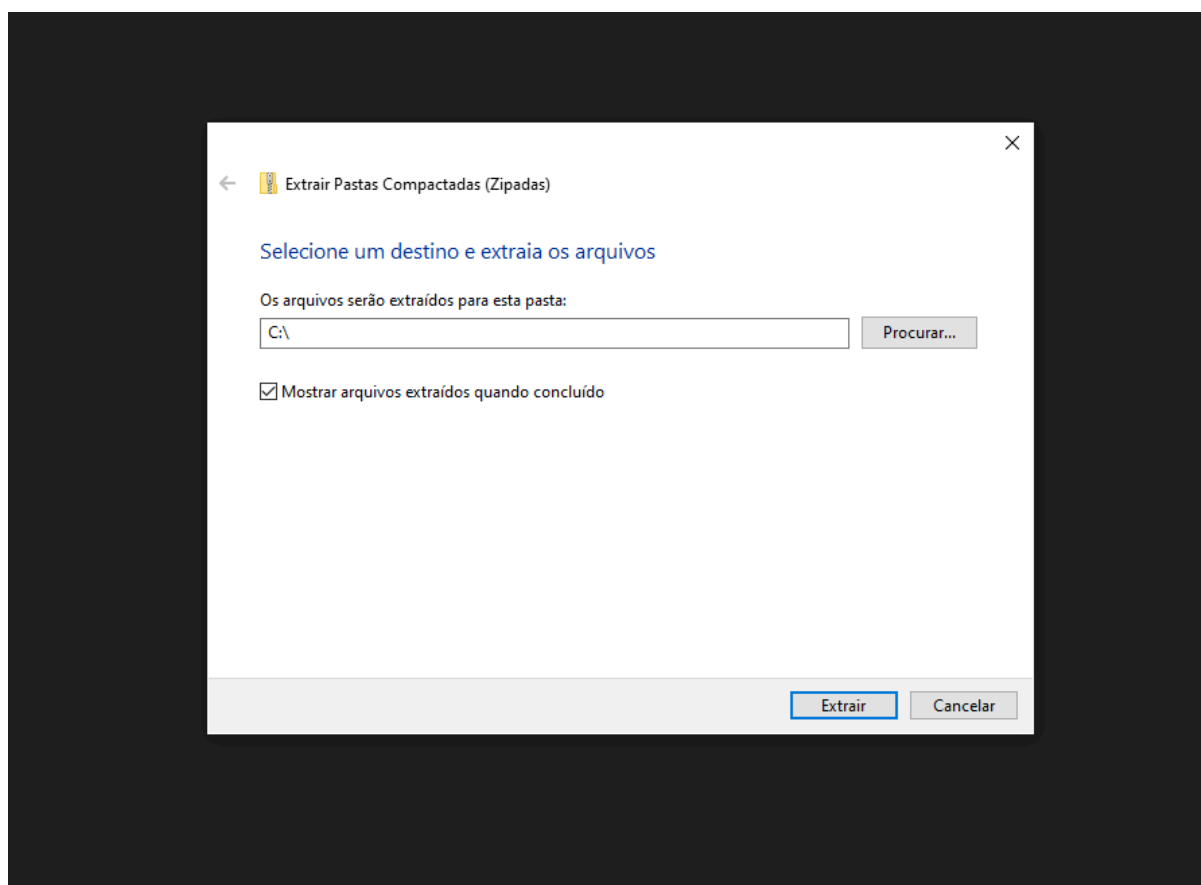 Extrair Pastas Compactadas (Zipadas)
Selecione um destino e extraia os arquivos
Os arquivos serão extraídos para esta pasta:
C:\
Procurar...
Mostrar arquivos extraídos quando concluído
Extrair
Cancelar